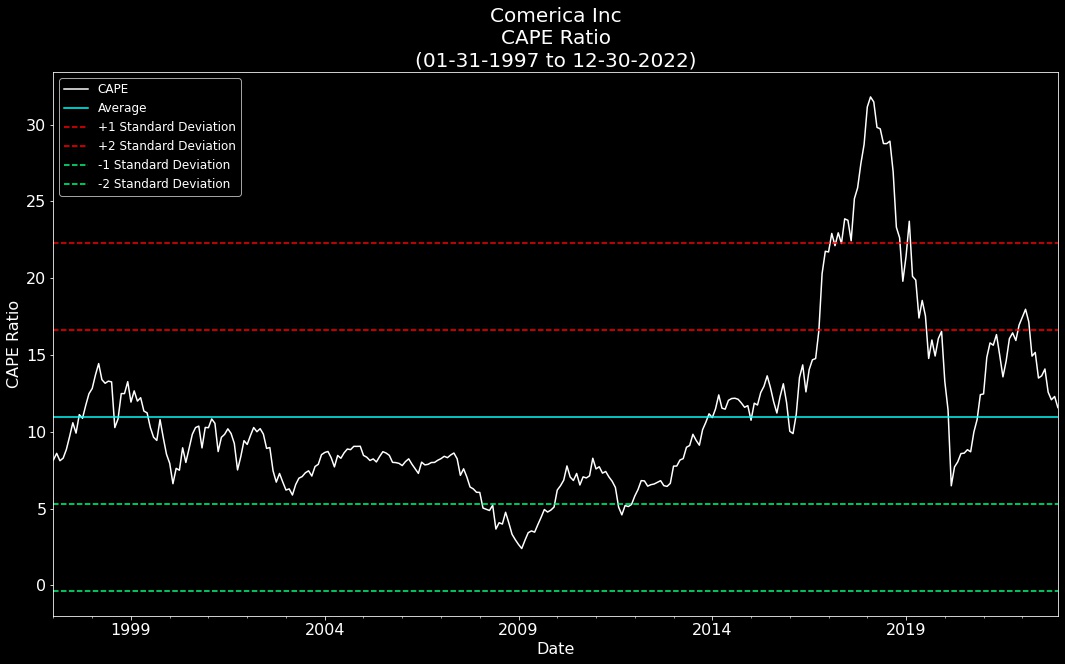 Comerica Inc
CAPE Ratio
(01-31-1997 to 12-30-2022)
CAPE
Average
+1 Standard Deviation
+2 Standard Deviation
-1 Standard Deviation
-2 Standard Deviation
30
25
20
15
10
5
0
CAPE Ratio
1999
2004
2009
2014
2019
Date